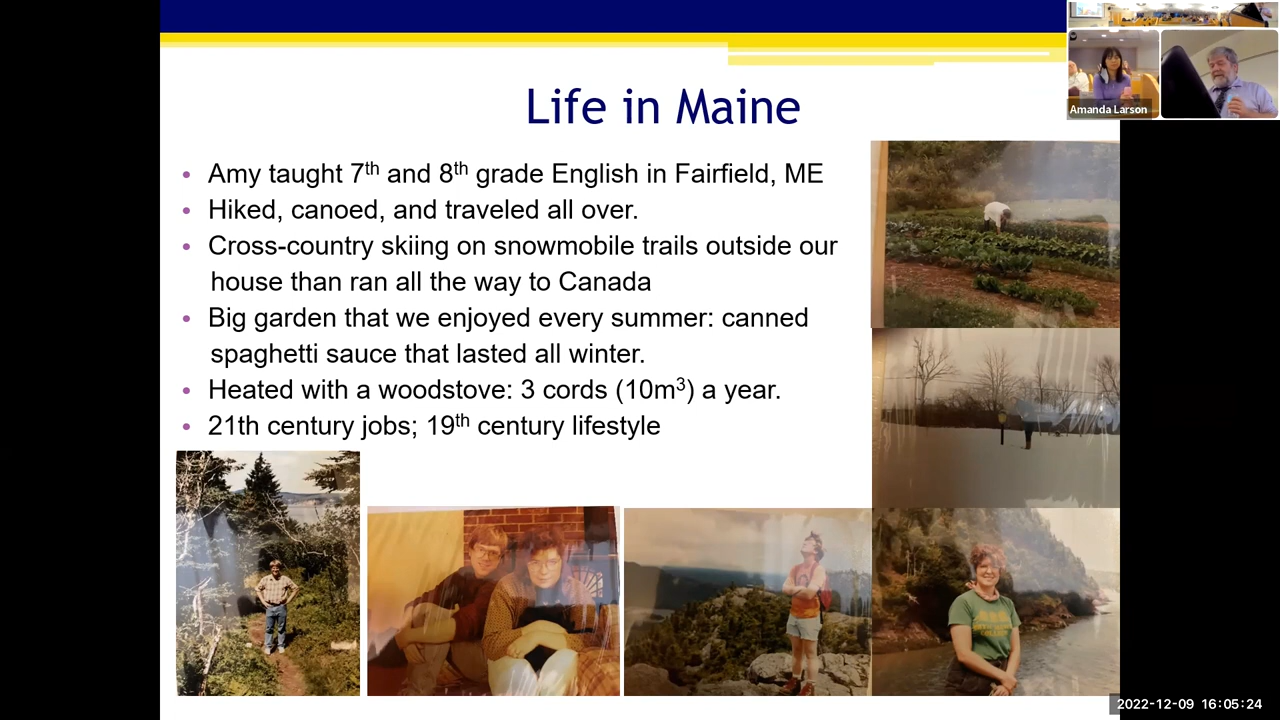 Life in Maine
Amanda Larson
• Amy taught 7th and 8th grade English in Fairfield, ME
• Hiked, canoed, and traveled all over.
• Cross-country skiing on snowmobile trails outside our
house than ran all the way to Canada
• Big garden that we enjoyed every summer: canned
spaghetti sauce that lasted all winter.
• Heated with a woodstove: 3 cords (10m³) a year.
• 21th century jobs; 19th century lifestyle
2022-12-09 16:05:24